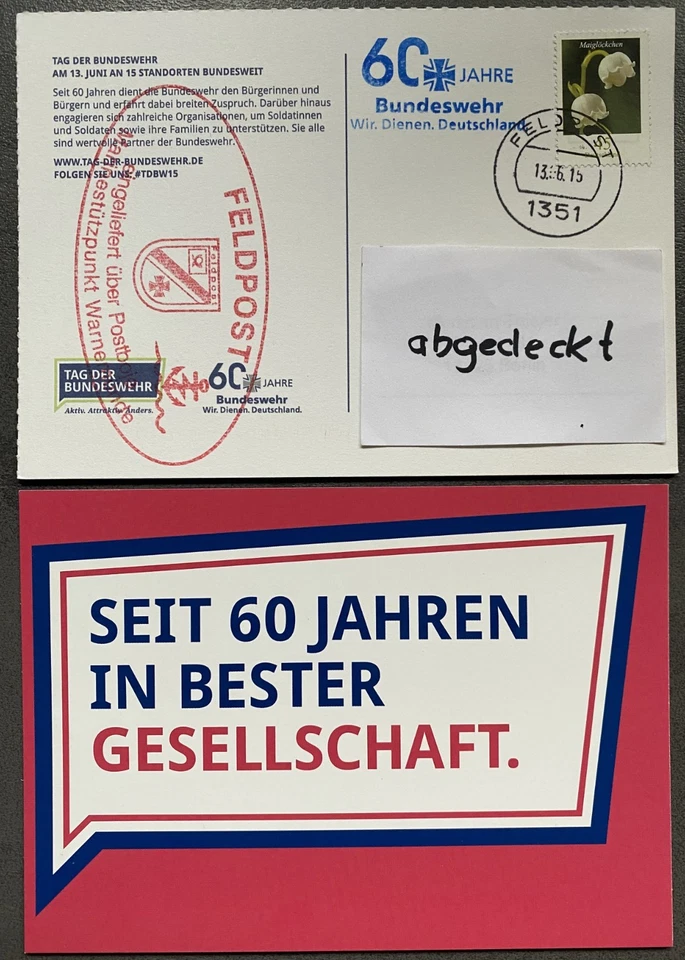 TAG DER BUNDESWEHR
AM 13. JUNI AN 15 STANDORTEN BUNDESWEIT
Seit 60 Jahren dient die Bundeswehr den Bürgerinnen und
Bürgern und erfährt dabei breiten Zuspruch. Darüber hinaus
engagieren sich zahlreiche Organisationen, um Soldatinnen
und Soldaten sowie ihre Familien zu unterstützen. Sie alle
sind wertvolle Partner der Bundeswehr.
WWW.TAG-DER-BUNDESWEHR.DE
FOLGEN SIE UNS: #TDBW15
60 JAHRE
Bundeswehr
Wir. Dienen. Deutschland.
Maiglöckchen
FELDPOST
13. 6.15
1351
FELDPOST
Feldpost
eingeliefert über
Marinestützpunkt Warnemünde
abgedeckt
TAG DER
BUNDESWEHR
Aktiv. Attraktiv. Anders.
60 JAHRE
Bundeswehr
Wir. Dienen. Deutschland.
SEIT 60 JAHREN
IN BESTER
GESELLSCHAFT.